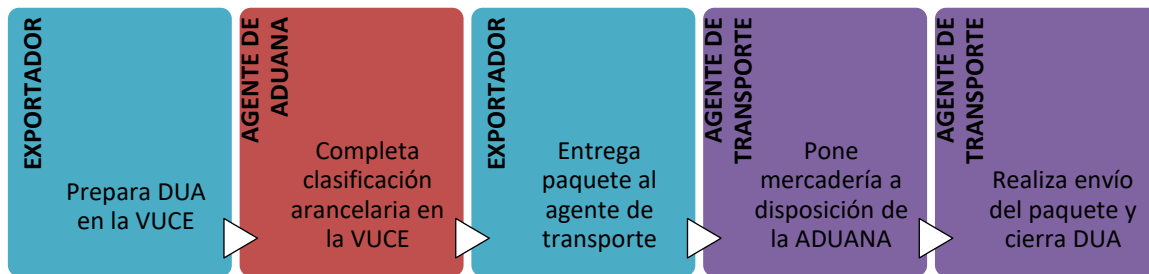 EXPORTADOR
Prepara DUA
en la VUCE
AGENTE DE
ADUANA
Completa
clasificación
arancelaria en
la VUCE
EXPORTADOR
Entrega
paquete al
agente de
transporte
AGENTE DE
TRANSPORTE
Pone
mercadería a
disposición de
la ADUANA
AGENTE DE
TRANSPORTE
Realiza envío
del paquete y
cierra DUA